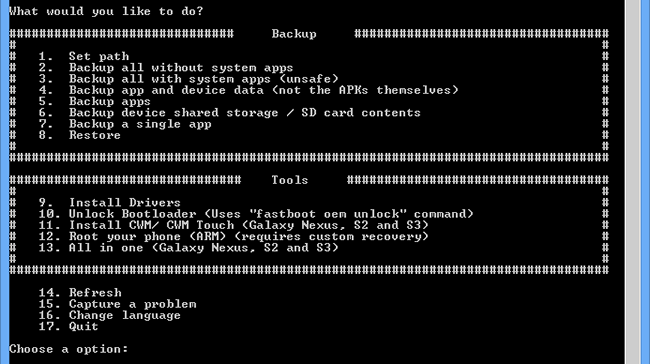 What would you like to do?
############################## Backup ##################################
# #
# 1. Set path #
# 2. Backup all without system apps #
# 3. Backup all with system apps (unsafe) #
# 4. Backup app and device data (not the APKs themselves) #
# 5. Backup apps #
# 6. Backup device shared storage / SD card contents #
# 7. Backup a single app #
# 8. Restore #
# #
################################################################################
############################### Tools ###################################
# #
# 9. Install Drivers #
# 10. Unlock Bootloader (Uses "fastboot oem unlock" command) #
# 11. Install CWM/ CWM Touch (Galaxy Nexus, S2 and S3) #
# 12. Root your phone (ARM) (requires custom recovery) #
# 13. All in one (Galaxy Nexus, S2 and S3) #
# #
################################################################################
14. Refresh
15. Capture a problem
16. Change language
17. Quit
Choose a option: